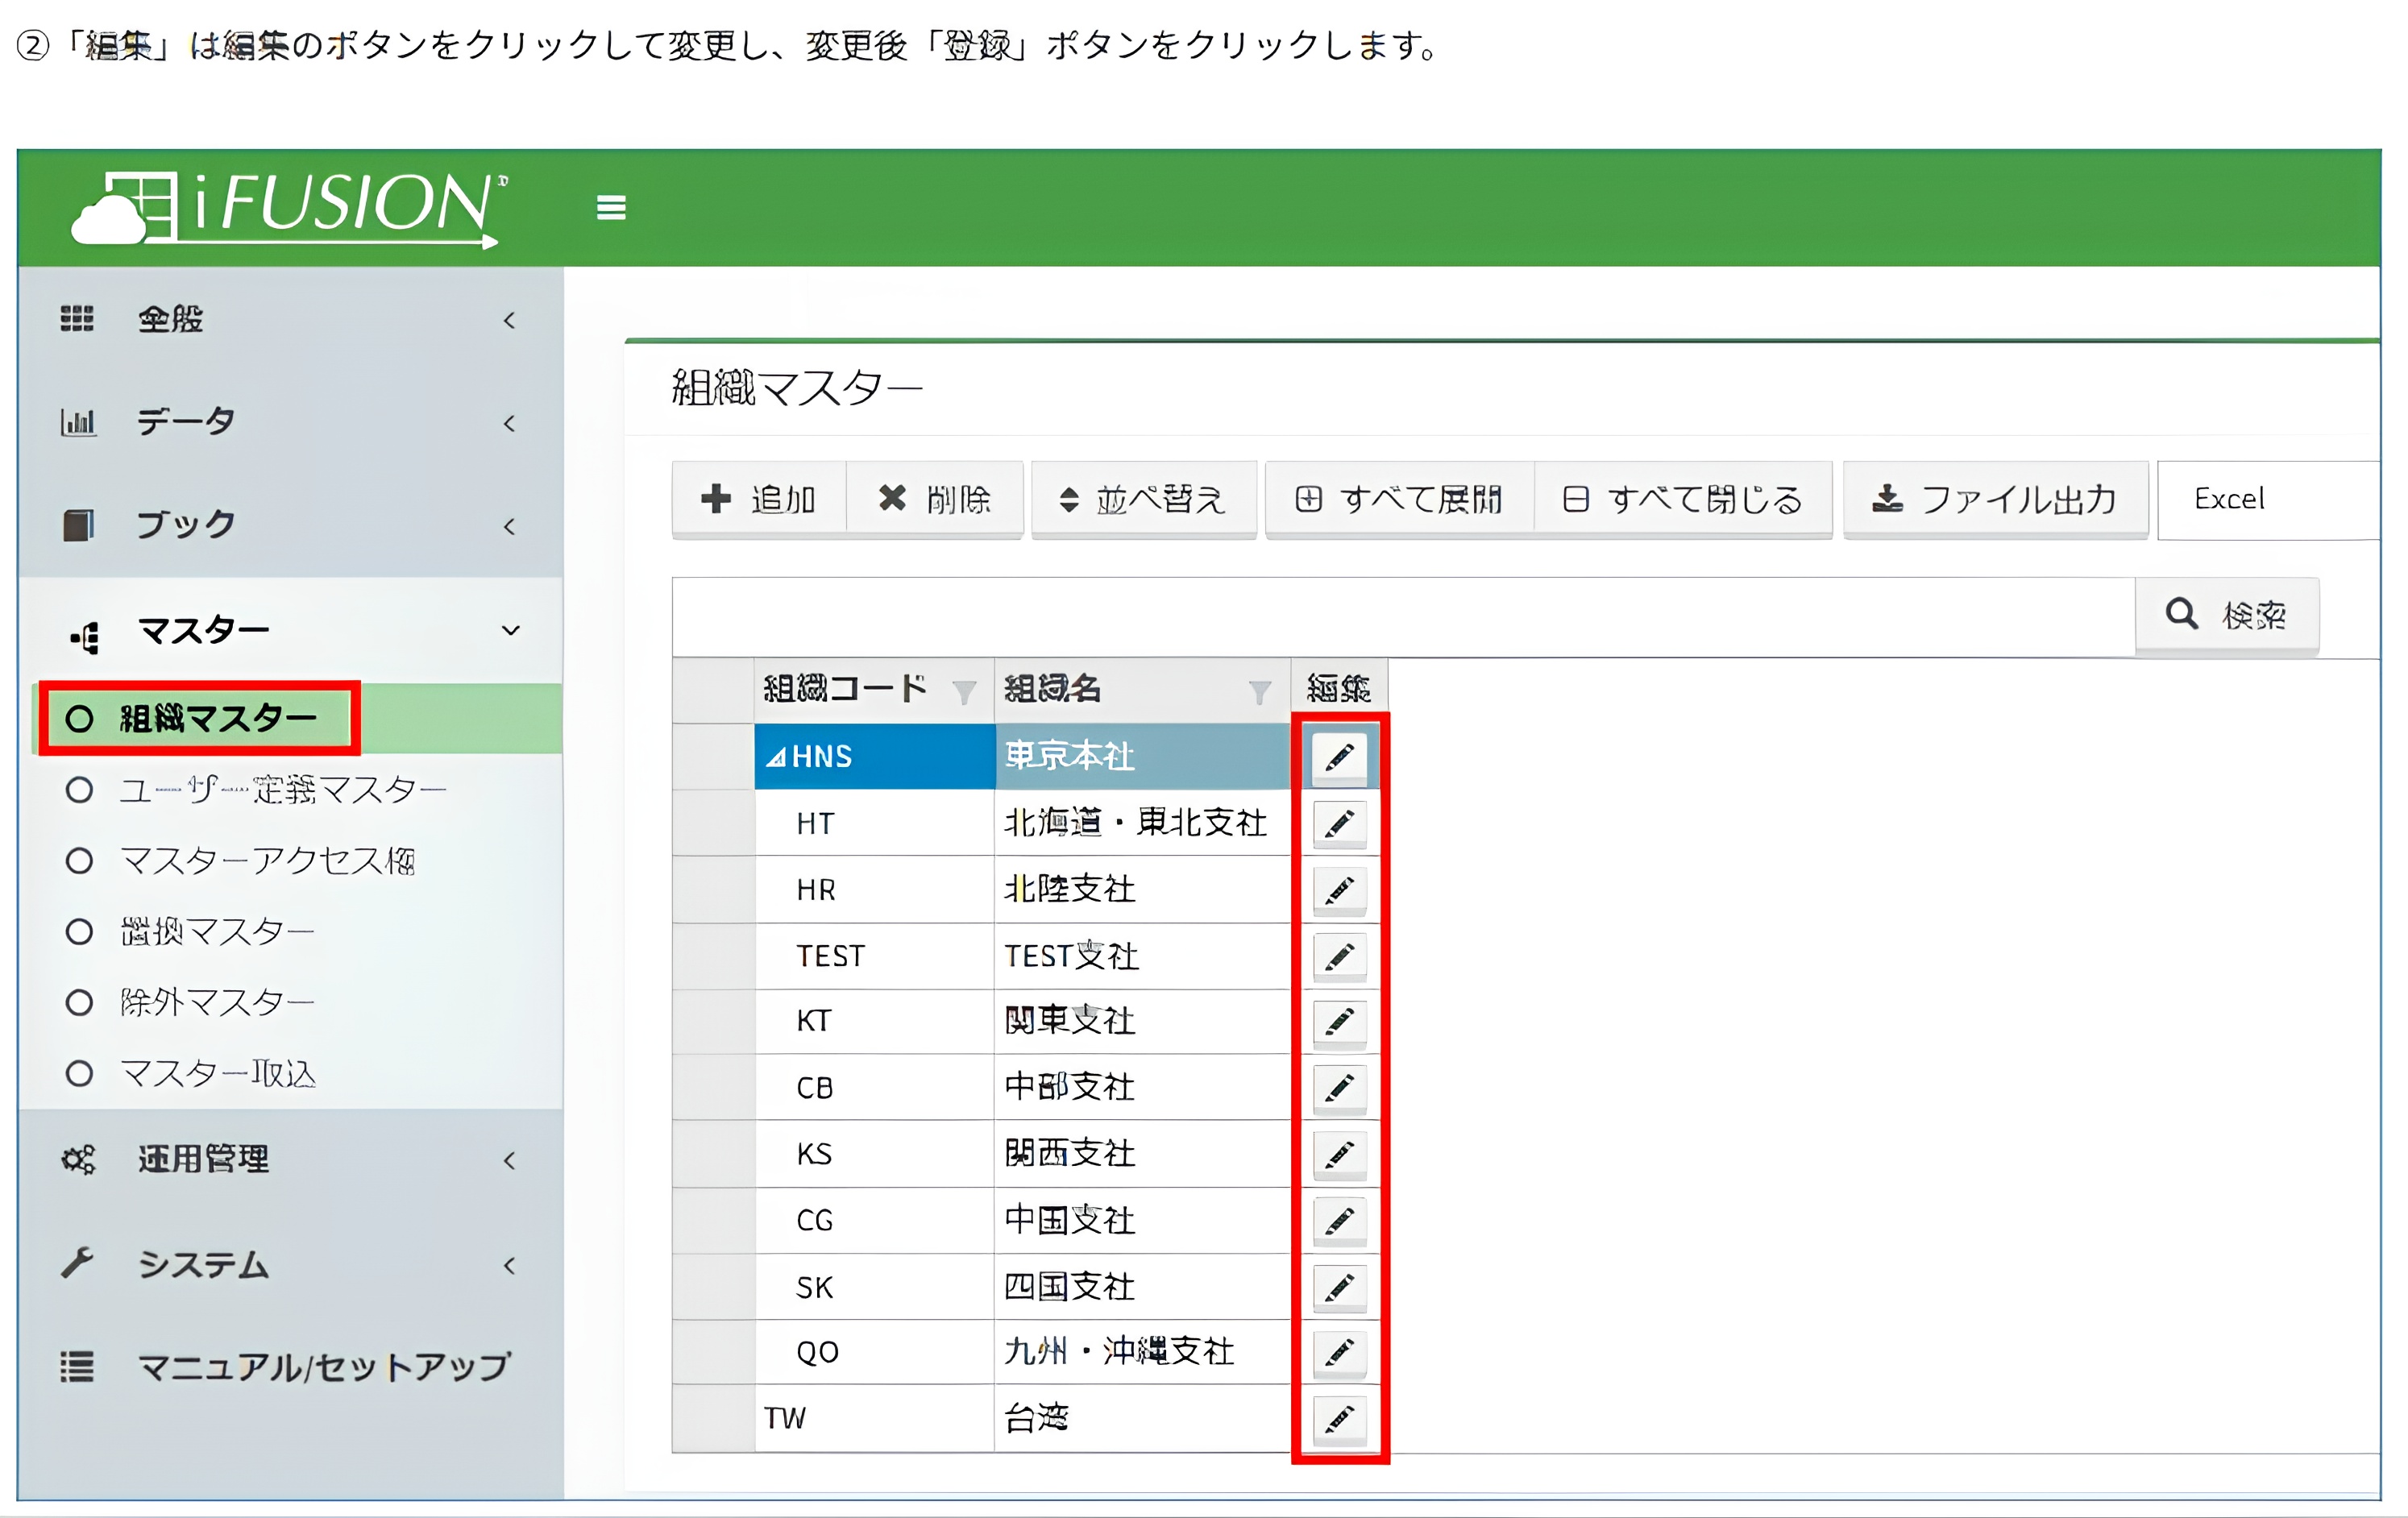 ②「編集」は編集のボタンをクリックして変更し、変更後「登録」ボタンをクリックします。
iFUSION
全般
データ
ブック
マスター
組織マスター
ユーザー定義マスター
マスターアクセス権
置換マスター
除外マスター
マスター取込
運用管理
システム
マニュアル/セットアップ
組織マスター
追加 削除 並べ替え すべて展開 すべて閉じる ファイル出力 Excel
検索
組織コード 組織名 編集
HNS 東京本社
HT 北海道・東北支社
HR 北陸支社
TEST TEST支社
KT 関東支社
CB 中部支社
KS 関西支社
CG 中国支社
SK 四国支社
QO 九州・沖縄支社
TW 台湾